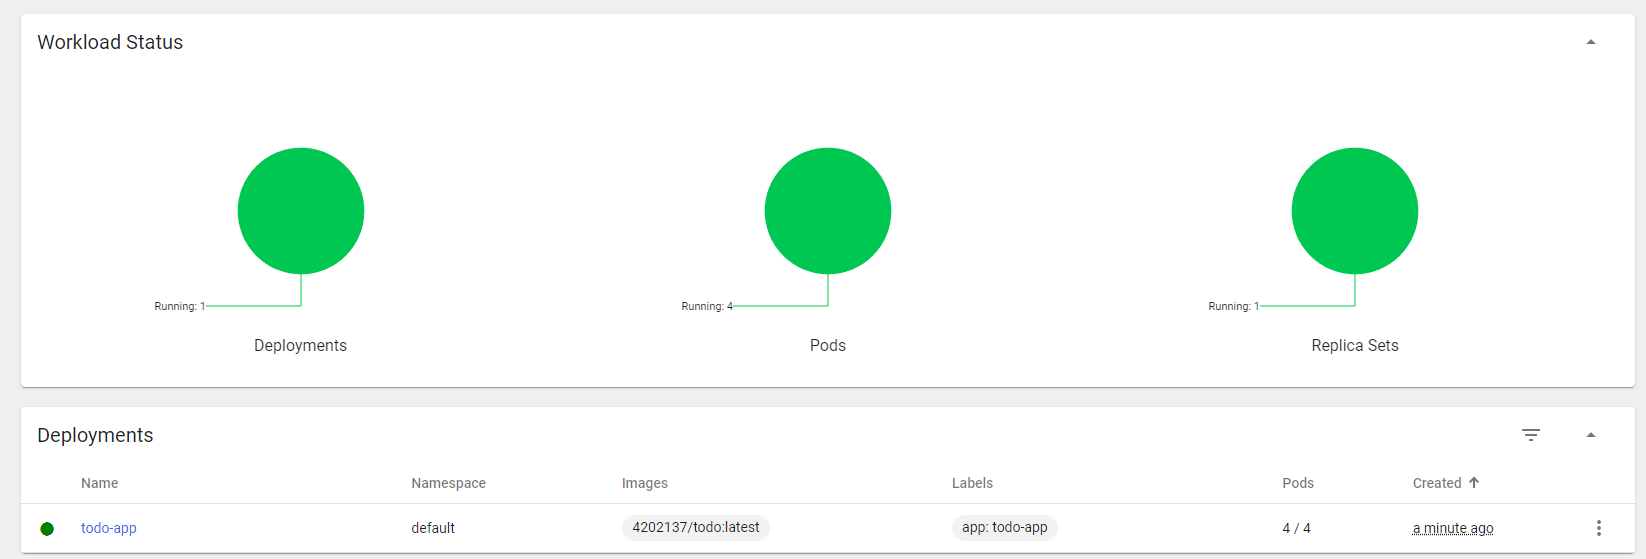 Workload Status
Running: 1
Running: 4
Running: 1
Deployments
Pods
Replica Sets
Deployments
Name Namespace Images Labels Pods Created
todo-app default 4202137/todo:latest app: todo-app 4 / 4 a minute ago